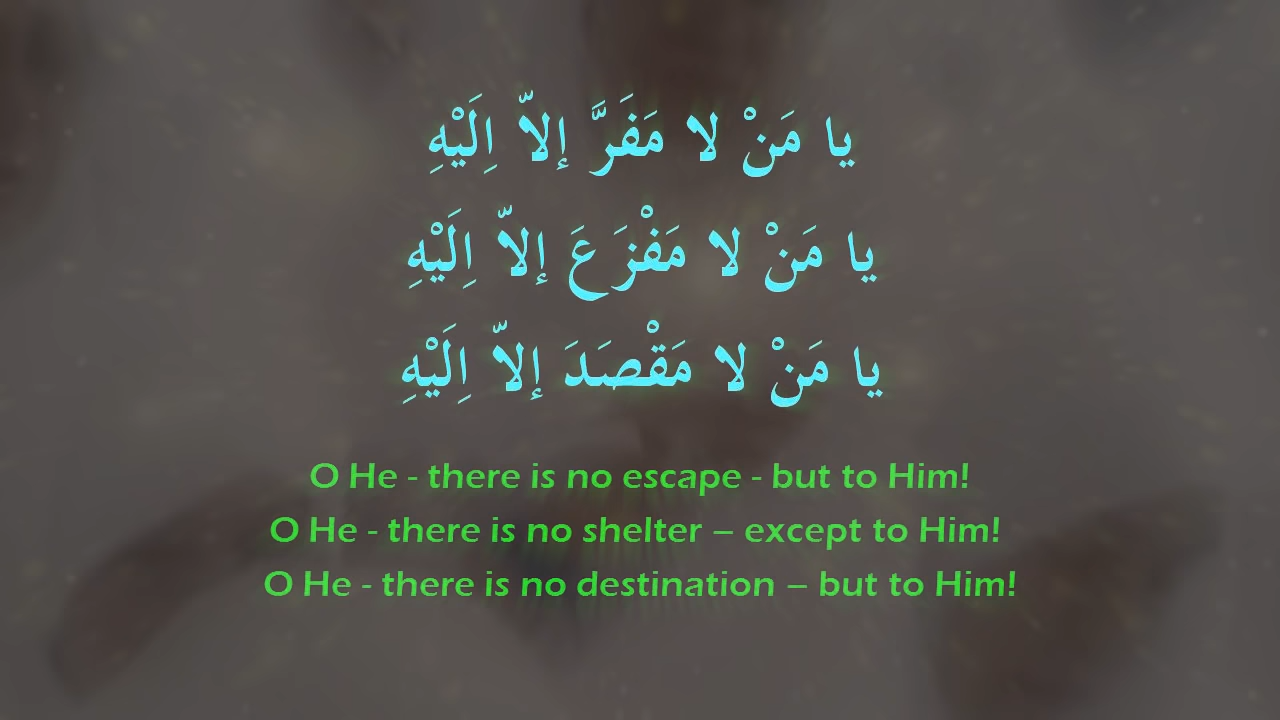 يا مَنْ لا مَفَرَّ إلاّ اِلَيْهِ
يا مَنْ لا مَفْزَعَ إلاّ اِلَيْهِ
يا مَنْ لا مَقْصَدَ إلاّ اِلَيْهِ
O He - there is no escape - but to Him!
O He - there is no shelter – except to Him!
O He - there is no destination – but to Him!